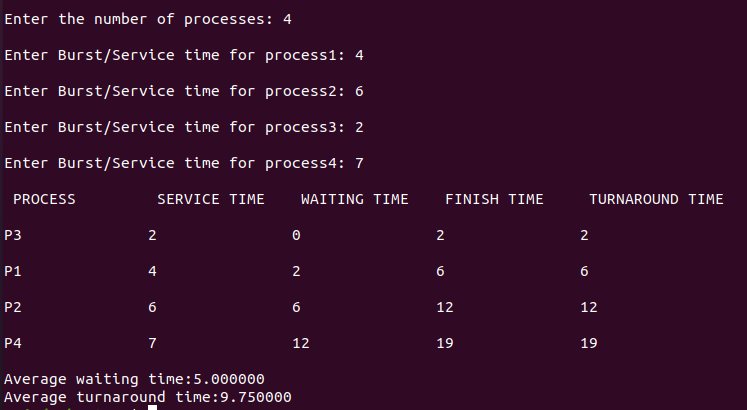 Enter the number of processes: 4
Enter Burst/Service time for process1: 4
Enter Burst/Service time for process2: 6
Enter Burst/Service time for process3: 2
Enter Burst/Service time for process4: 7
PROCESS SERVICE TIME WAITING TIME FINISH TIME TURNAROUND TIME
P3 2 0 2 2
P1 4 2 6 6
P2 6 6 12 12
P4 7 12 19 19
Average waiting time:5.000000
Average turnaround time:9.750000